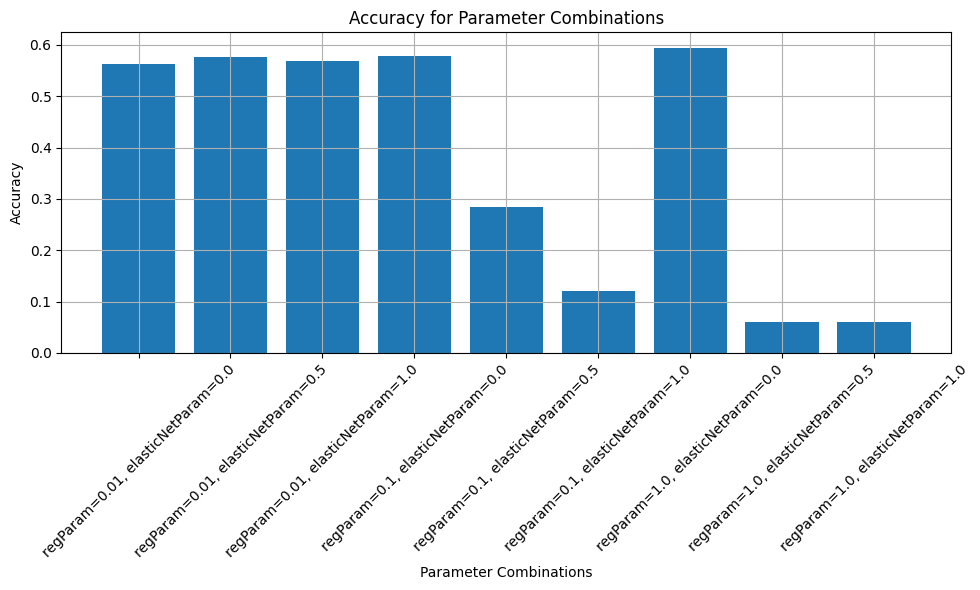 Accuracy for Parameter Combinations
0.6
0.5
0.4
0.3
0.2
0.1
0.0
Accuracy
regParam=0.01, elasticNetParam=0.0
regParam=0.01, elasticNetParam=0.5
regParam=0.01, elasticNetParam=1.0
regParam=0.1, elasticNetParam=0.0
regParam=0.1, elasticNetParam=0.5
regParam=0.1, elasticNetParam=1.0
regParam=1.0, elasticNetParam=0.0
regParam=1.0, elasticNetParam=0.5
regParam=1.0, elasticNetParam=1.0
Parameter Combinations